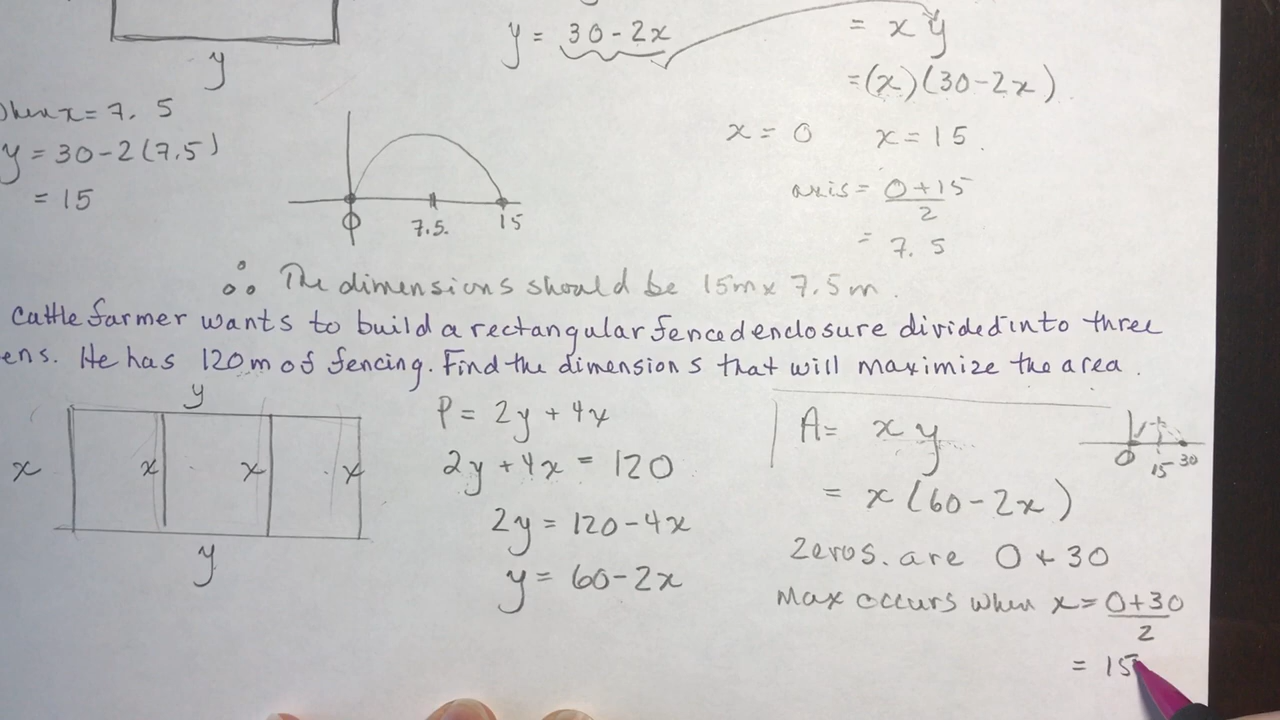 y
y = 30 - 2x
= xy
= (x)(30 - 2x)
when x = 7.5
y = 30 - 2(7.5)
= 15
0
7.5.
15
x = 0 x = 15.
axis = 0 + 15
2
= 7.5
∴ The dimensions should be 15m x 7.5m.
cattle farmer wants to build a rectangular fenced enclosure divided into three
ens. He has 120m of fencing. Find the dimensions that will maximize the area.
y
x
x
x
x
y
P = 2y + 4x
2y + 4x = 120
2y = 120 - 4x
y = 60 - 2x
A = xy
0 15 30
= x(60 - 2x)
Zeros. are 0 + 30
Max occurs when x = 0 + 30
2
= 15